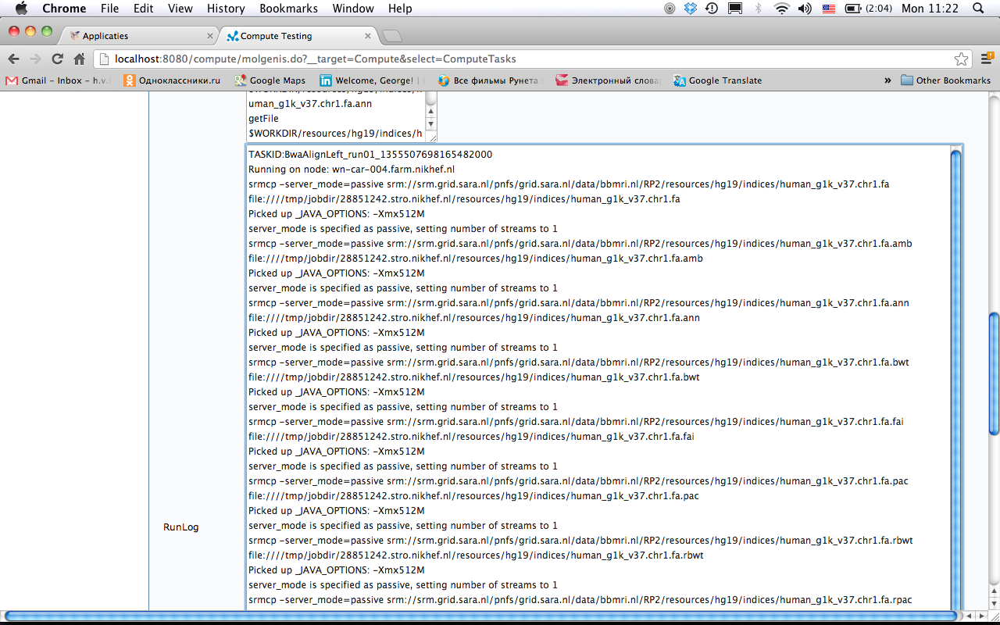 Chrome File Edit View History Bookmarks Window Help (2:04) Mon 11:22
Applicaties Compute Testing
localhost:8080/compute/molgenis.do?__target=Compute&select=ComputeTasks
Gmail – Inbox – h.v. Одноклассники.ru Google Maps Welcome, George! | Все фильмы Рунета Электронный слова Google Translate » Other Bookmarks
$WORKDIR/resources/hg19/indices/h
uman_g1k_v37.chr1.fa.ann
getFile
$WORKDIR/resources/hg19/indices/h
TASKID:BwaAlignLeft_run01_1355507698165482000
Running on node: wn-car-004.farm.nikhef.nl
srmcp -server_mode=passive srm://srm.grid.sara.nl/pnfs/grid.sara.nl/data/bbmri.nl/RP2/resources/hg19/indices/human_g1k_v37.chr1.fa
file:////tmp/jobdir/28851242.stro.nikhef.nl/resources/hg19/indices/human_g1k_v37.chr1.fa
Picked up _JAVA_OPTIONS: -Xmx512M
server_mode is specified as passive, setting number of streams to 1
srmcp -server_mode=passive srm://srm.grid.sara.nl/pnfs/grid.sara.nl/data/bbmri.nl/RP2/resources/hg19/indices/human_g1k_v37.chr1.fa.amb
file:////tmp/jobdir/28851242.stro.nikhef.nl/resources/hg19/indices/human_g1k_v37.chr1.fa.amb
Picked up _JAVA_OPTIONS: -Xmx512M
server_mode is specified as passive, setting number of streams to 1
srmcp -server_mode=passive srm://srm.grid.sara.nl/pnfs/grid.sara.nl/data/bbmri.nl/RP2/resources/hg19/indices/human_g1k_v37.chr1.fa.ann
file:////tmp/jobdir/28851242.stro.nikhef.nl/resources/hg19/indices/human_g1k_v37.chr1.fa.ann
Picked up _JAVA_OPTIONS: -Xmx512M
server_mode is specified as passive, setting number of streams to 1
srmcp -server_mode=passive srm://srm.grid.sara.nl/pnfs/grid.sara.nl/data/bbmri.nl/RP2/resources/hg19/indices/human_g1k_v37.chr1.fa.bwt
file:////tmp/jobdir/28851242.stro.nikhef.nl/resources/hg19/indices/human_g1k_v37.chr1.fa.bwt
Picked up _JAVA_OPTIONS: -Xmx512M
server_mode is specified as passive, setting number of streams to 1
srmcp -server_mode=passive srm://srm.grid.sara.nl/pnfs/grid.sara.nl/data/bbmri.nl/RP2/resources/hg19/indices/human_g1k_v37.chr1.fa.fai
file:////tmp/jobdir/28851242.stro.nikhef.nl/resources/hg19/indices/human_g1k_v37.chr1.fa.fai
Picked up _JAVA_OPTIONS: -Xmx512M
server_mode is specified as passive, setting number of streams to 1
srmcp -server_mode=passive srm://srm.grid.sara.nl/pnfs/grid.sara.nl/data/bbmri.nl/RP2/resources/hg19/indices/human_g1k_v37.chr1.fa.pac
file:////tmp/jobdir/28851242.stro.nikhef.nl/resources/hg19/indices/human_g1k_v37.chr1.fa.pac
Picked up _JAVA_OPTIONS: -Xmx512M
RunLog
server_mode is specified as passive, setting number of streams to 1
srmcp -server_mode=passive srm://srm.grid.sara.nl/pnfs/grid.sara.nl/data/bbmri.nl/RP2/resources/hg19/indices/human_g1k_v37.chr1.fa.rbwt
file:////tmp/jobdir/28851242.stro.nikhef.nl/resources/hg19/indices/human_g1k_v37.chr1.fa.rbwt
Picked up _JAVA_OPTIONS: -Xmx512M
server_mode is specified as passive, setting number of streams to 1
srmcp -server_mode=passive srm://srm.grid.sara.nl/pnfs/grid.sara.nl/data/bbmri.nl/RP2/resources/hg19/indices/human_g1k_v37.chr1.fa.rpac